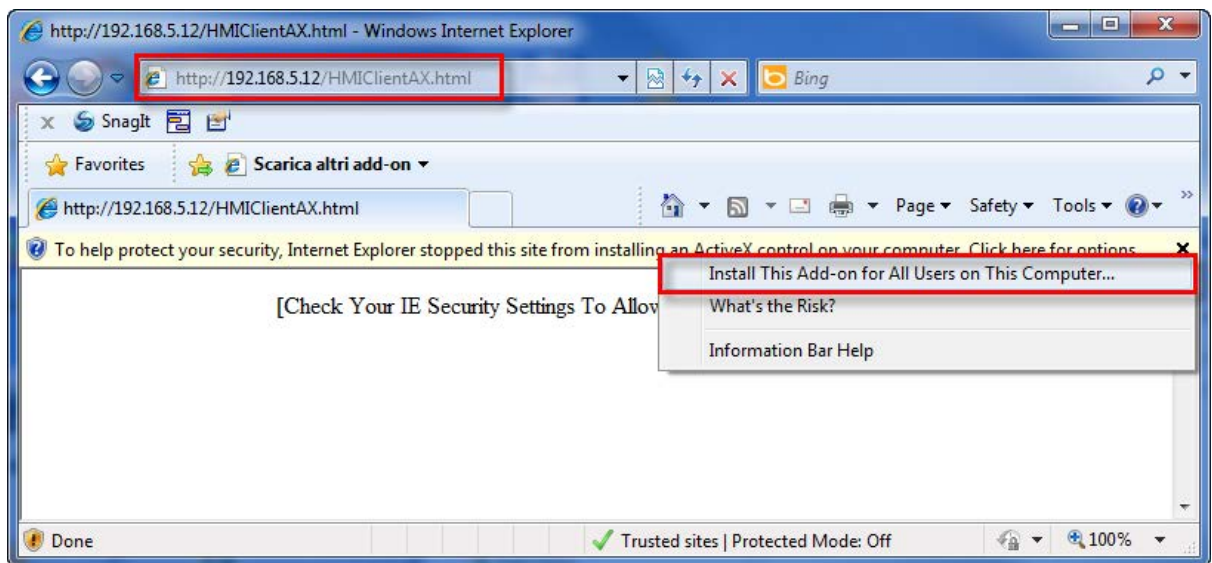 http://192.168.5.12/HMIClientAX.html - Windows Internet Explorer
http://192.168.5.12/HMIClientAX.html
Bing
x SnagIt
Favorites Scarica altri add-on
http://192.168.5.12/HMIClientAX.html
Page Safety Tools
To help protect your security, Internet Explorer stopped this site from installing an ActiveX control on your computer. Click here for options...
Install This Add-on for All Users on This Computer...
[Check Your IE Security Settings To Allow
What's the Risk?
Information Bar Help
Done
Trusted sites | Protected Mode: Off
100%